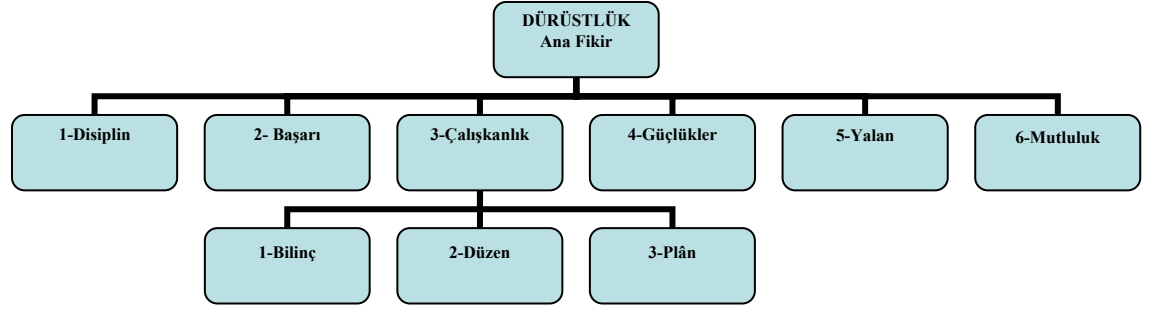 DÜRÜSTLÜK
Ana Fikir
1-Disiplin
2- Başarı
3-Çalışkanlık
4-Güçlükler
5-Yalan
6-Mutluluk
1-Bilinç
2-Düzen
3-Plân